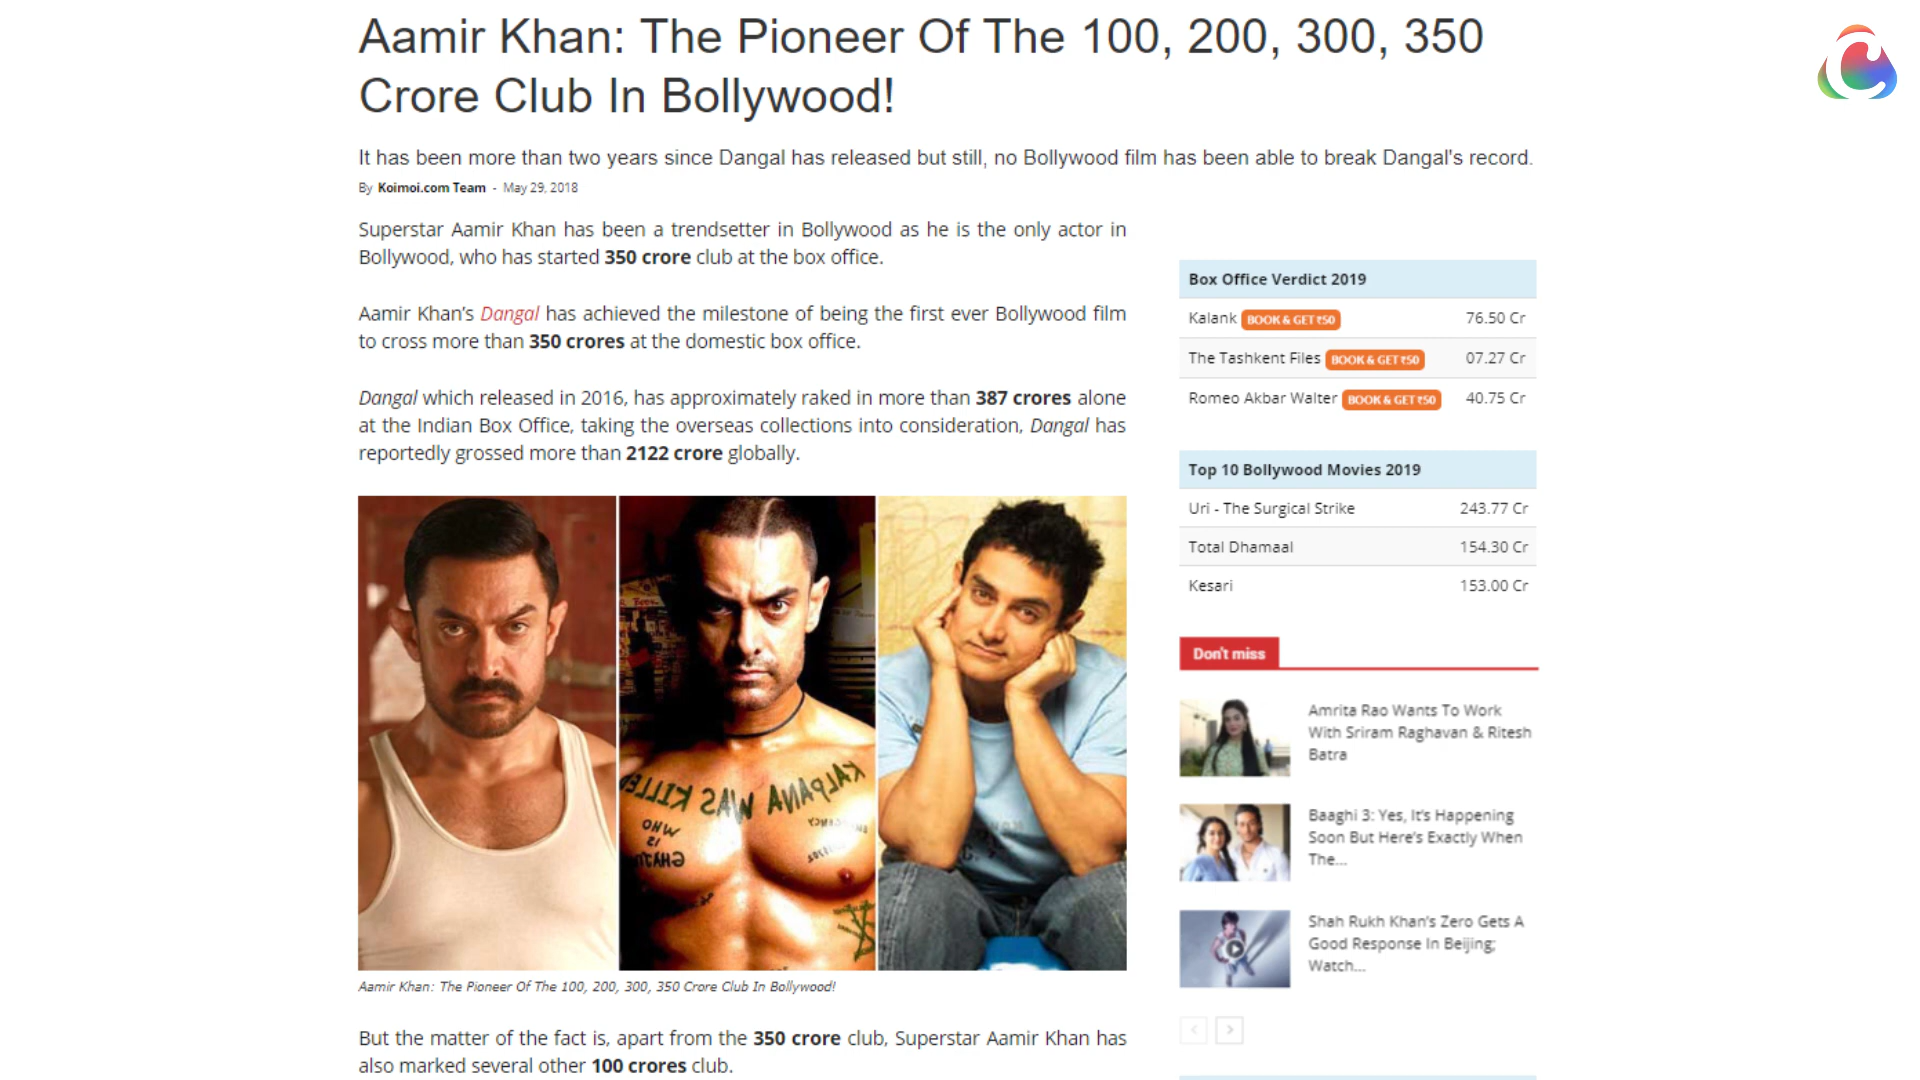 Aamir Khan: The Pioneer Of The 100, 200, 300, 350
Crore Club In Bollywood!
It has been more than two years since Dangal has released but still, no Bollywood film has been able to break Dangal's record.
By Koimoi.com Team - May 29, 2018
Superstar Aamir Khan has been a trendsetter in Bollywood as he is the only actor in
Bollywood, who has started 350 crore club at the box office.
Aamir Khan's Dangal has achieved the milestone of being the first ever Bollywood film
to cross more than 350 crores at the domestic box office.
Dangal which released in 2016, has approximately raked in more than 387 crores alone
at the Indian Box Office, taking the overseas collections into consideration, Dangal has
reportedly grossed more than 2122 crore globally.
KALPANA WAS KILLED
WHO
IS
Aamir Khan: The Pioneer Of The 100, 200, 300, 350 Crore Club In Bollywood!
But the matter of the fact is, apart from the 350 crore club, Superstar Aamir Khan has
also marked several other 100 crores club.
Box Office Verdict 2019
Kalank BOOK & GET ₹50 76.50 Cr
The Tashkent Files BOOK & GET ₹50 07.27 Cr
Romeo Akbar Walter BOOK & GET ₹50 40.75 Cr
Top 10 Bollywood Movies 2019
Uri - The Surgical Strike 243.77 Cr
Total Dhamaal 154.30 Cr
Kesari 153.00 Cr
Don't miss
Amrita Rao Wants To Work
With Sriram Raghavan & Ritesh
Batra
Baaghi 3: Yes, It's Happening
Soon But Here's Exactly When
The...
Shah Rukh Khan's Zero Gets A
Good Response In Beijing;
Watch...